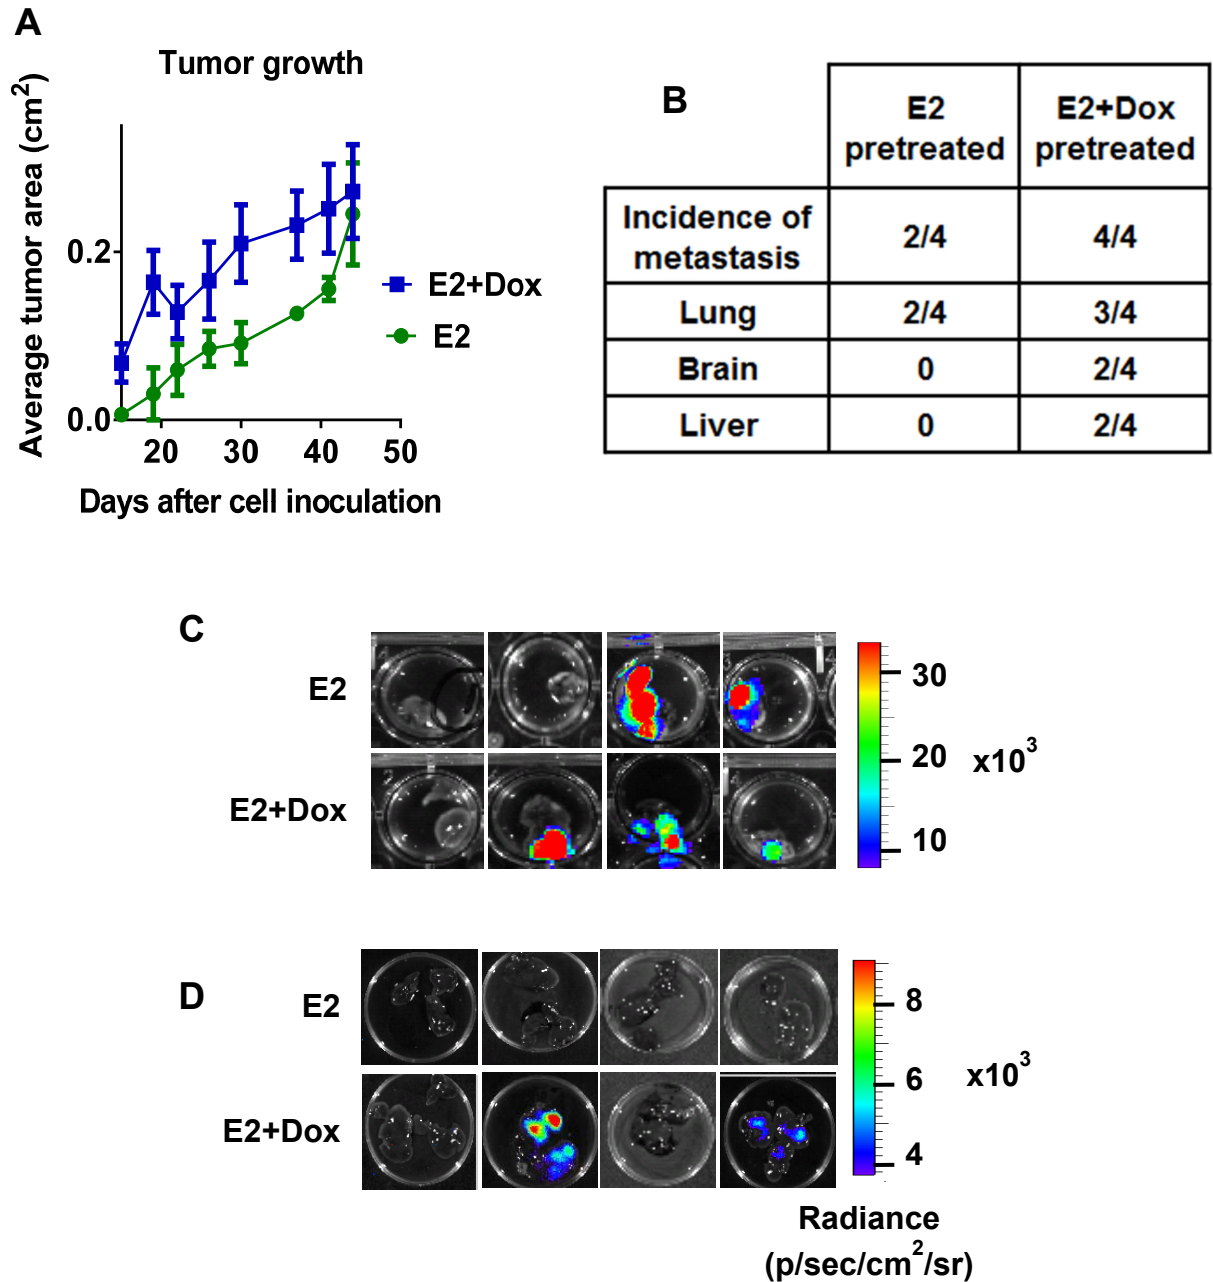 A
Tumor growth
Average tumor area (cm2)
0.2
0.0
20 30 40 50
Days after cell inoculation
E2+Dox
E2
B
E2 pretreated
E2+Dox pretreated
Incidence of metastasis 2/4 4/4
Lung 2/4 3/4
Brain 0 2/4
Liver 0 2/4
C
E2
E2+Dox
30
20
10
x103
D
E2
E2+Dox
8
6
4
x103
Radiance
(p/sec/cm2/sr)